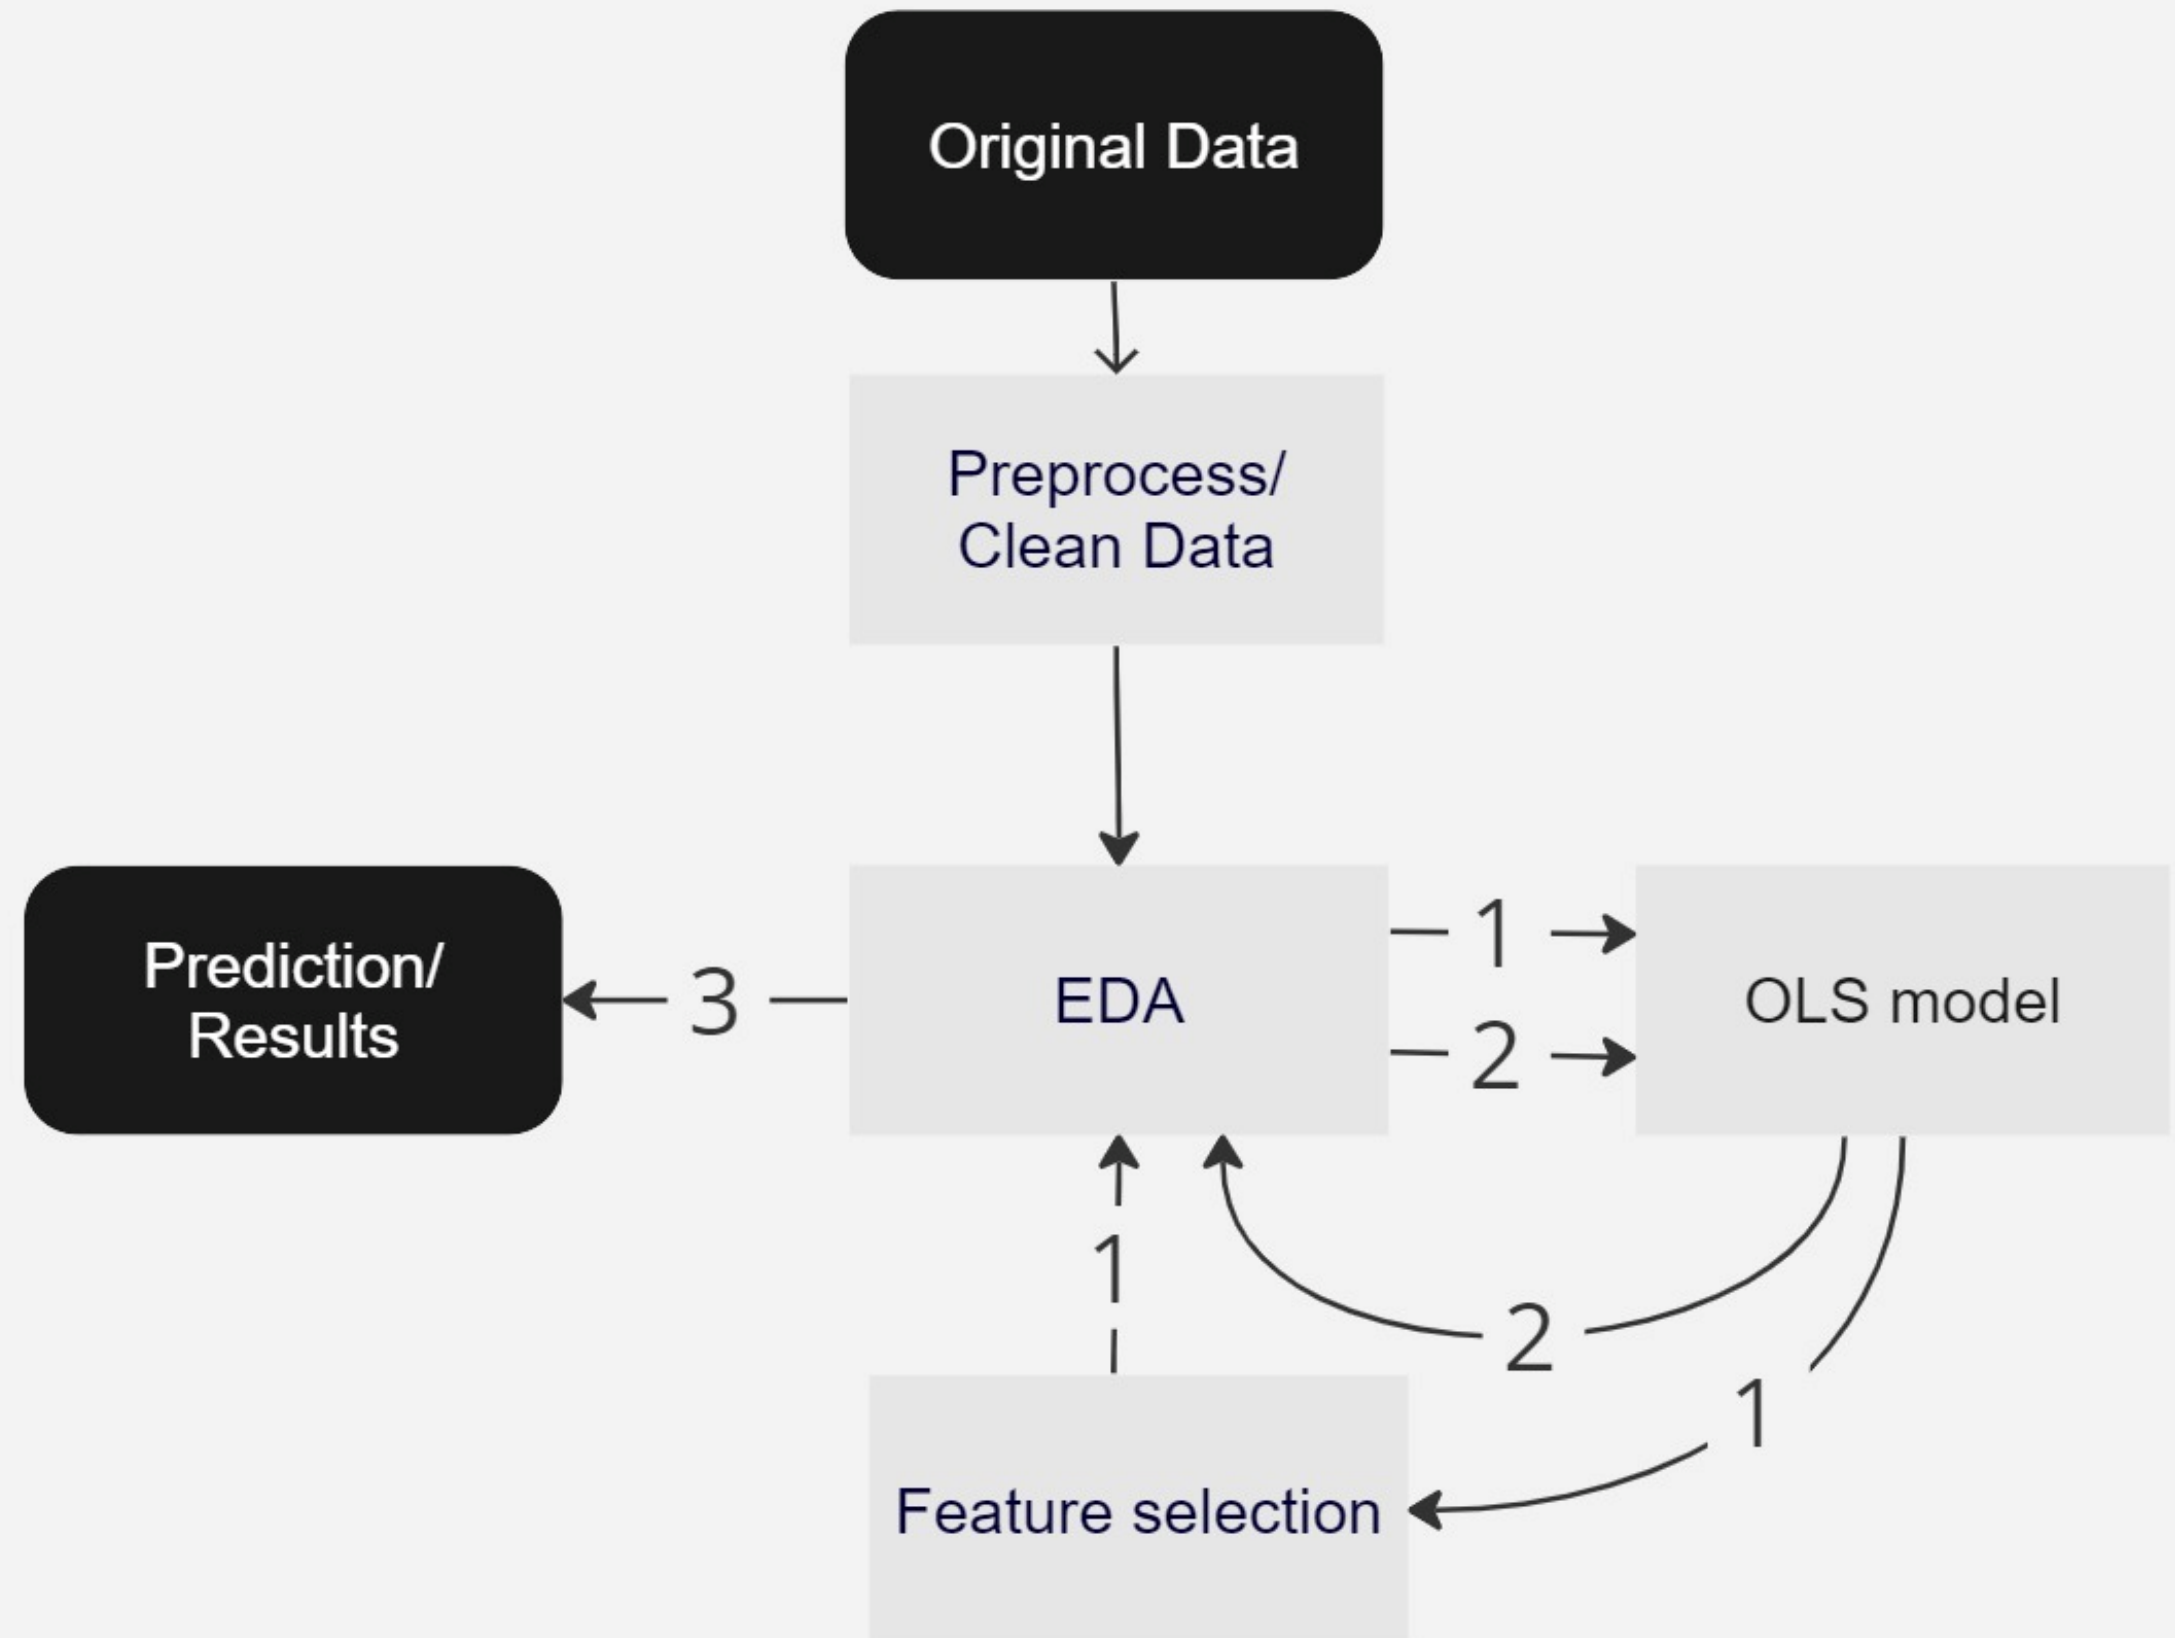 Original Data
Preprocess/
Clean Data
Prediction/
Results
3
EDA
1
2
OLS model
1
2
1
Feature selection